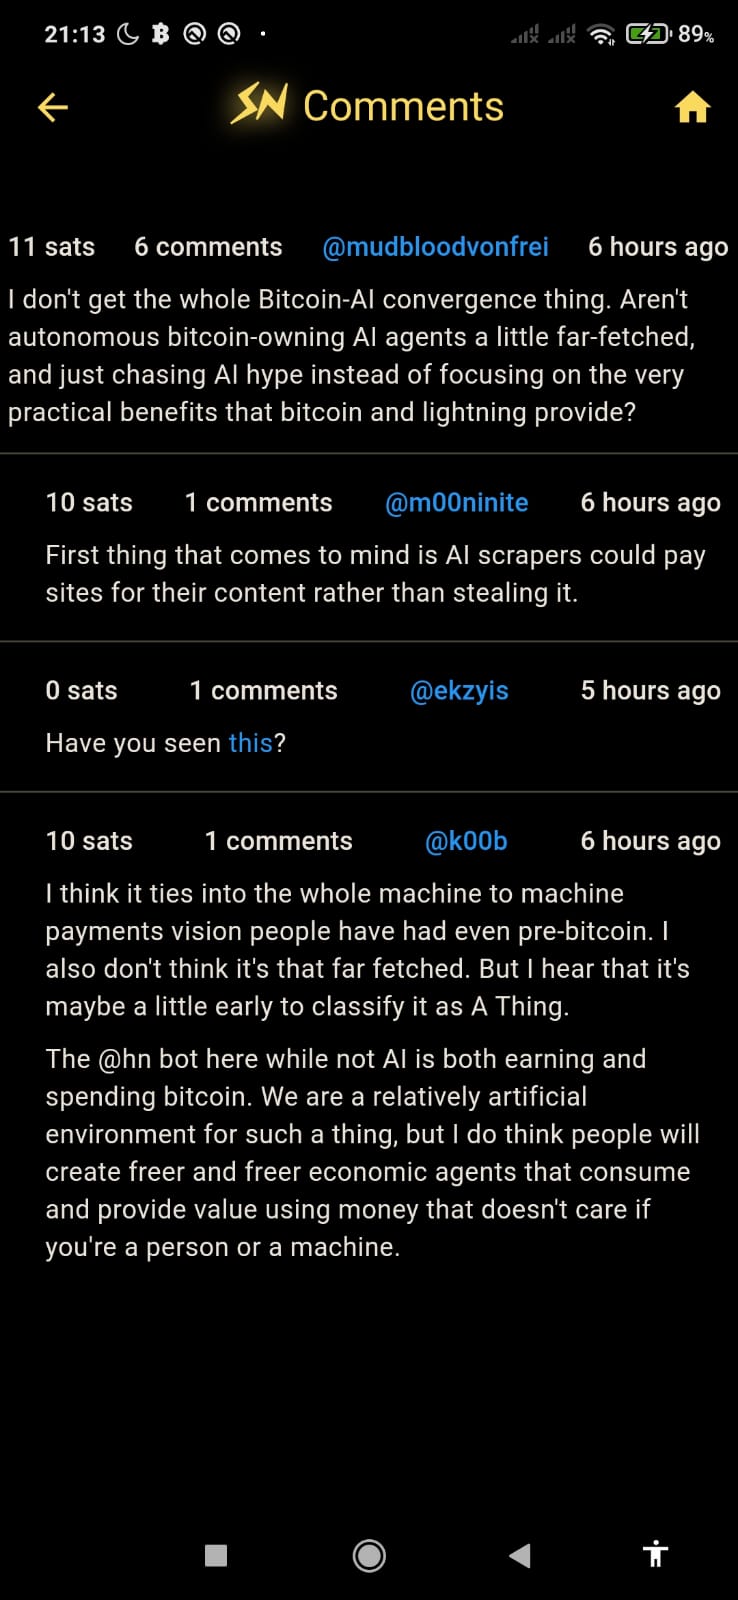 21:13 89%
SN Comments
11 sats 6 comments @mudbloodvonfrei 6 hours ago
I don't get the whole Bitcoin-AI convergence thing. Aren't
autonomous bitcoin-owning AI agents a little far-fetched,
and just chasing AI hype instead of focusing on the very
practical benefits that bitcoin and lightning provide?
10 sats 1 comments @m00ninite 6 hours ago
First thing that comes to mind is AI scrapers could pay
sites for their content rather than stealing it.
0 sats 1 comments @ekzyis 5 hours ago
Have you seen this?
10 sats 1 comments @k00b 6 hours ago
I think it ties into the whole machine to machine
payments vision people have had even pre-bitcoin. I
also don't think it's that far fetched. But I hear that it's
maybe a little early to classify it as A Thing.
The @hn bot here while not AI is both earning and
spending bitcoin. We are a relatively artificial
environment for such a thing, but I do think people will
create freer and freer economic agents that consume
and provide value using money that doesn't care if
you're a person or a machine.